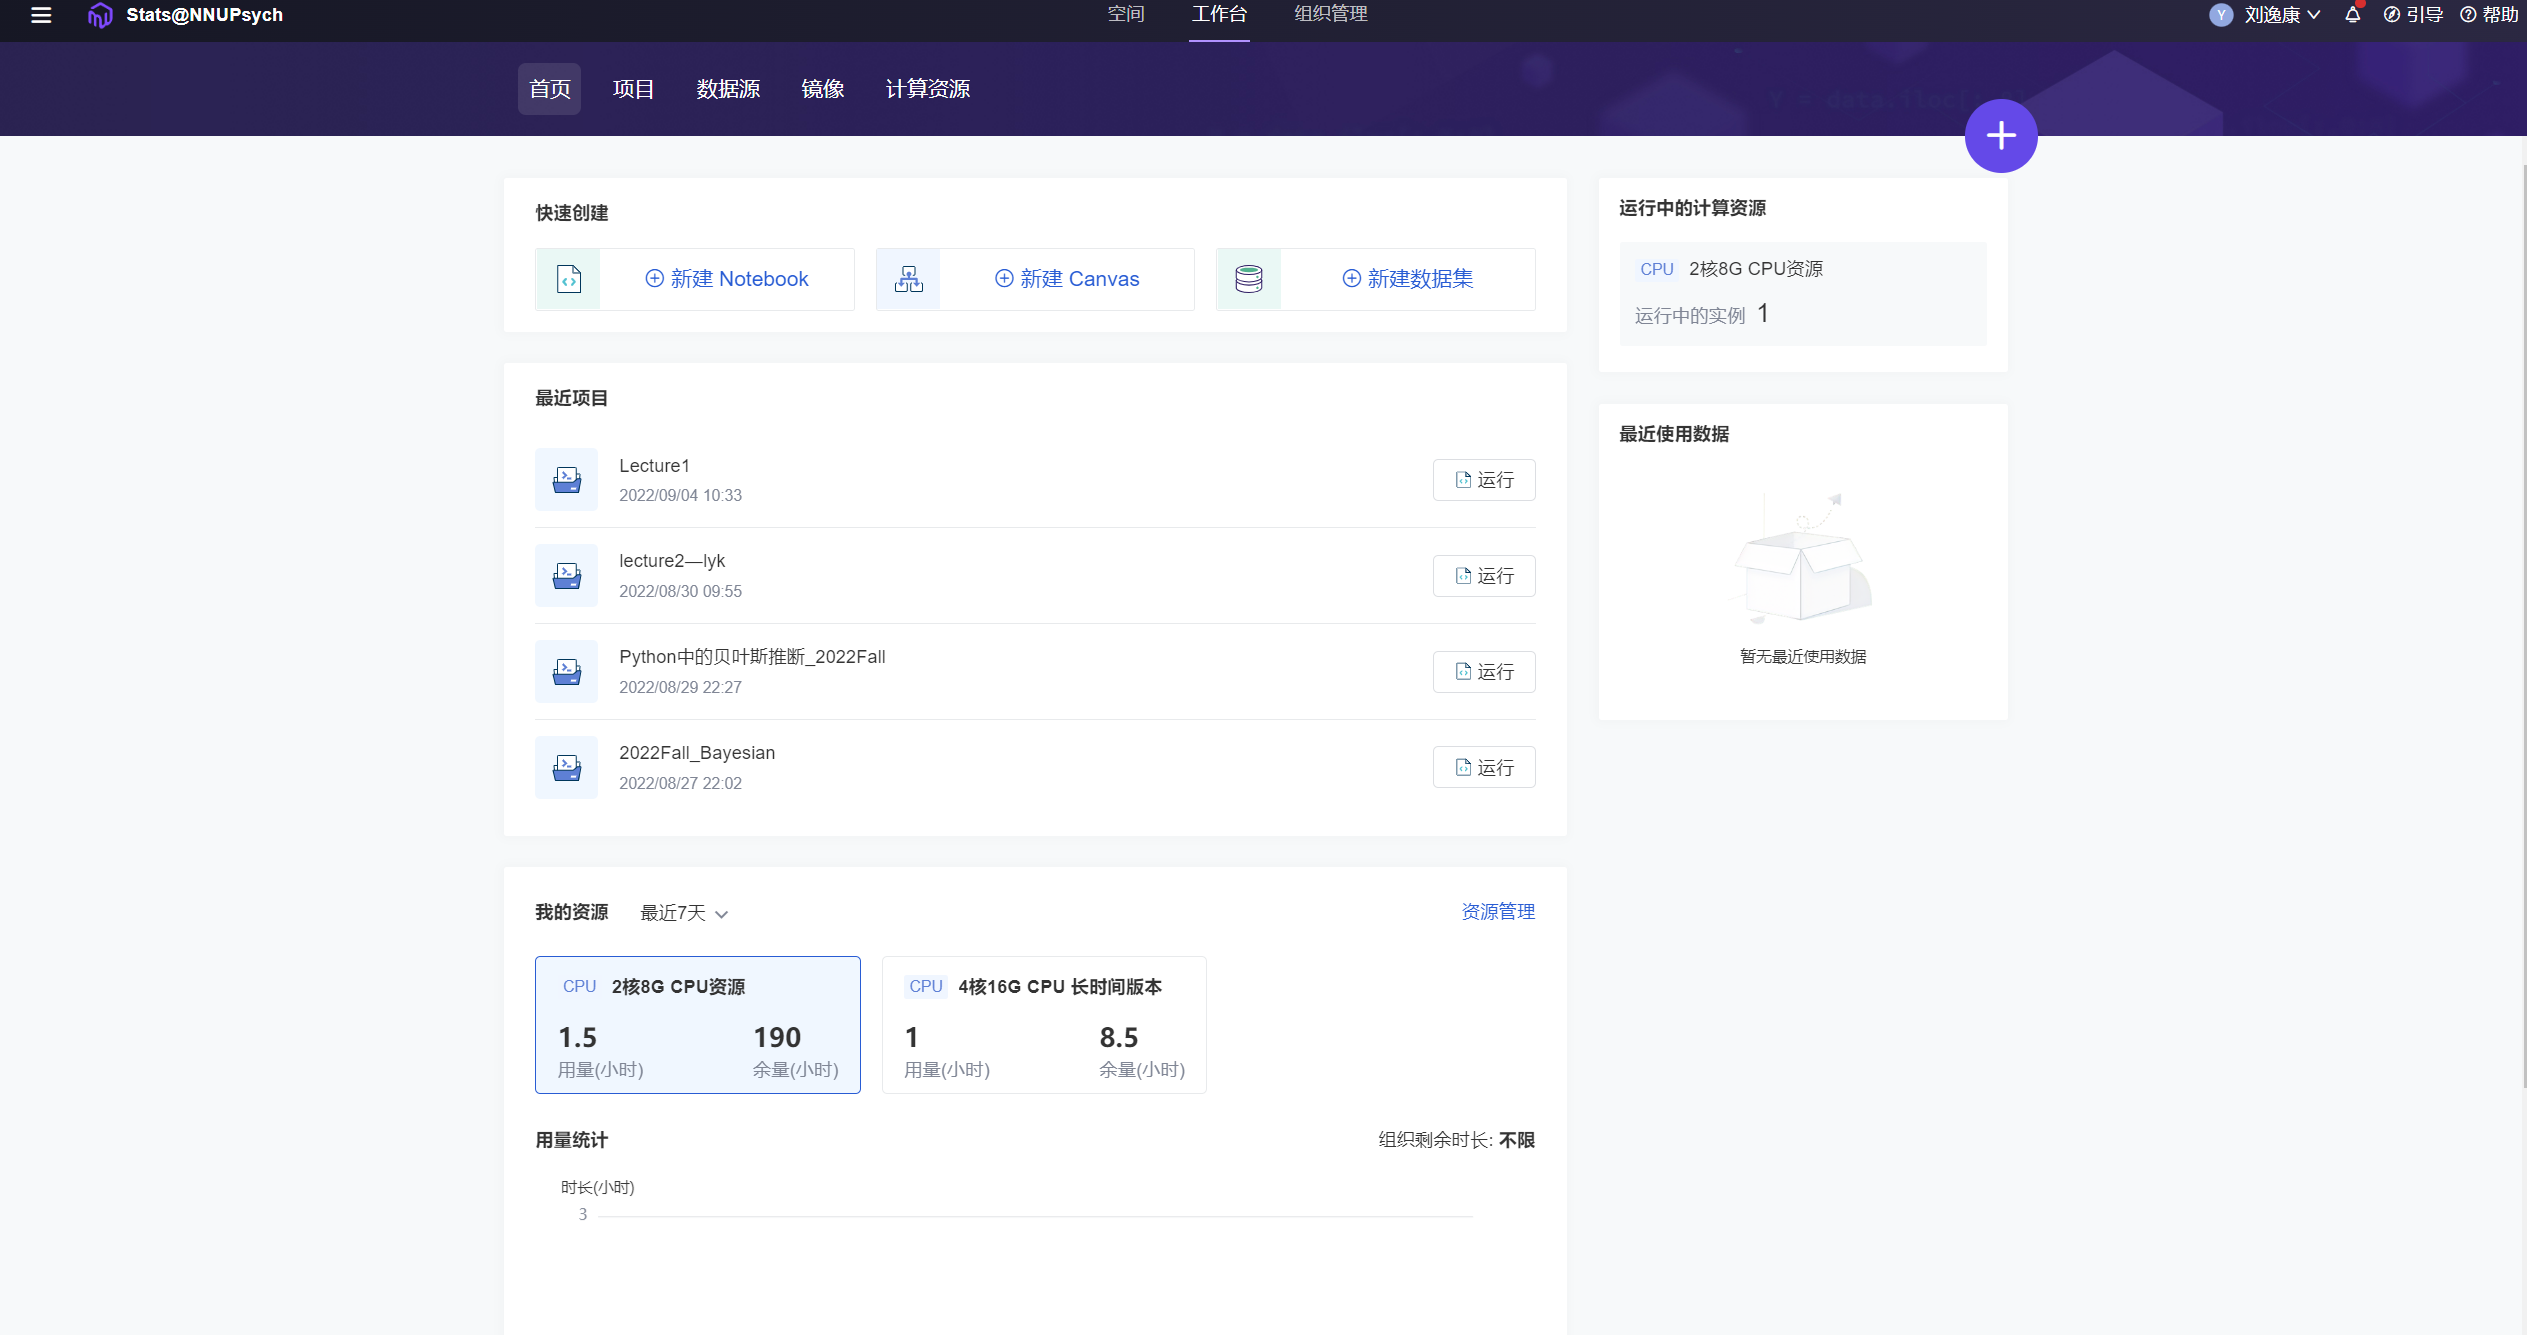 Stats@NNUPsych
空间 工作台 组织管理
Y 刘逸康 引导 帮助
首页 项目 数据源 镜像 计算资源
快速创建
新建 Notebook 新建 Canvas 新建数据集
最近项目
Lecture1
2022/09/04 10:33
运行
lecture2—lyk
2022/08/30 09:55
运行
Python中的贝叶斯推断_2022Fall
2022/08/29 22:27
运行
2022Fall_Bayesian
2022/08/27 22:02
运行
我的资源 最近7天 资源管理
CPU 2核8G CPU资源
1.5 190
用量(小时) 余量(小时)
CPU 4核16G CPU 长时间版本
1 8.5
用量(小时) 余量(小时)
用量统计 组织剩余时长: 不限
时长(小时)
3
运行中的计算资源
CPU 2核8G CPU资源
运行中的实例 1
最近使用数据
暂无最近使用数据